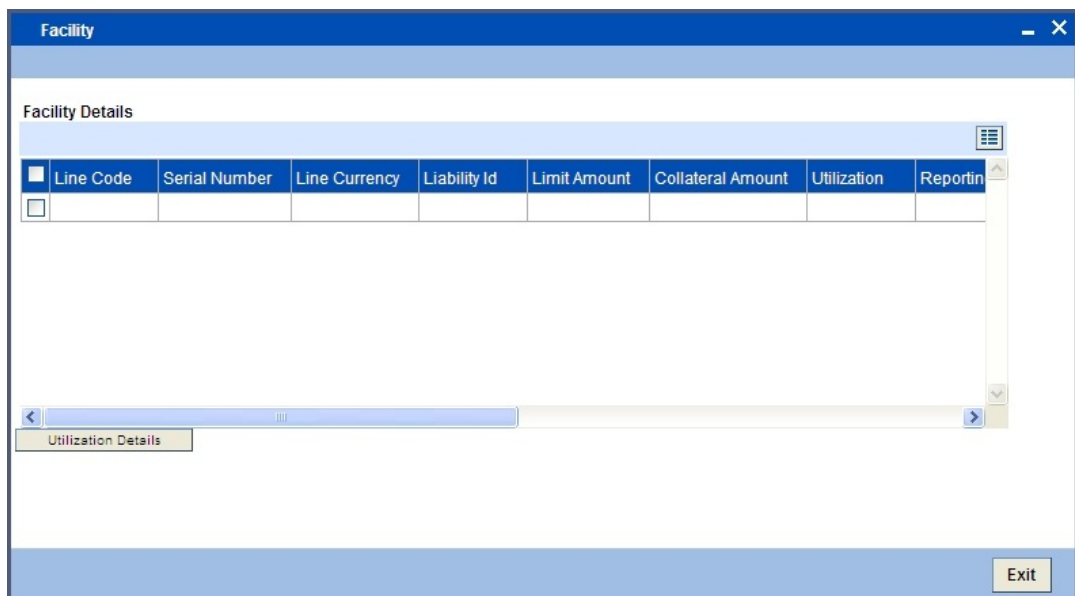 Facility
Facility Details
Line Code Serial Number Line Currency Liability Id Limit Amount Collateral Amount Utilization Reportin
Utilization Details
Exit